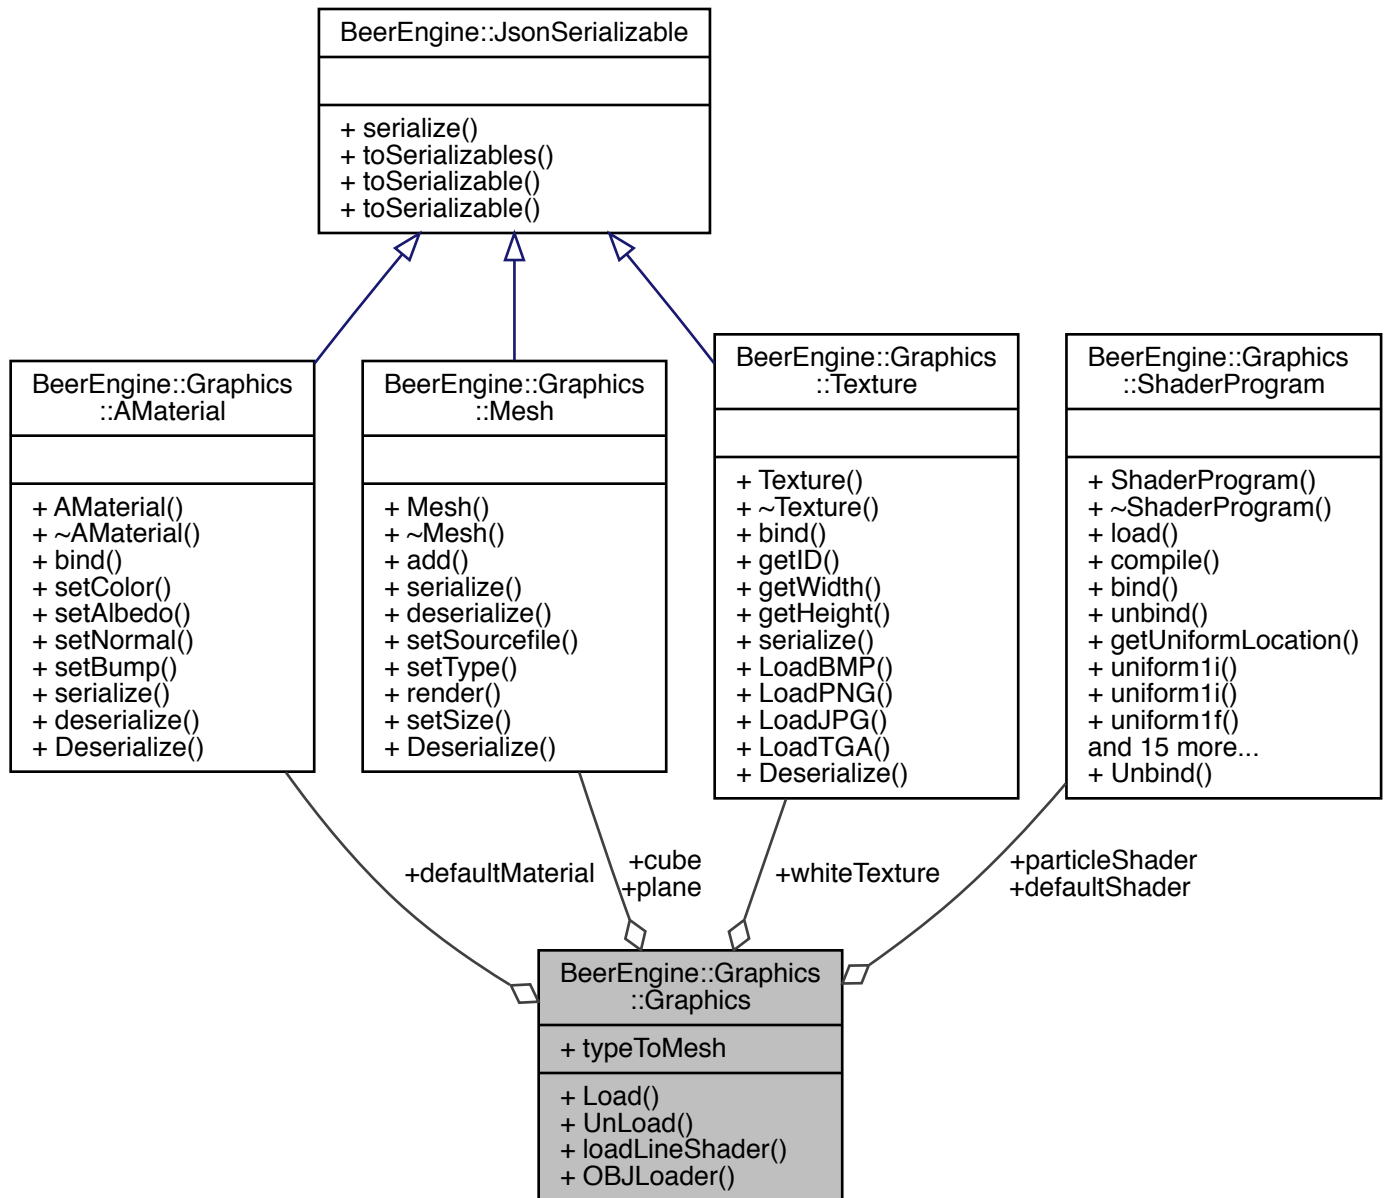 BeerEngine::JsonSerializable
+ serialize()
+ toSerializables()
+ toSerializable()
+ toSerializable()
BeerEngine::Graphics
::AMaterial
+ AMaterial()
+ ~AMaterial()
+ bind()
+ setColor()
+ setAlbedo()
+ setNormal()
+ setBump()
+ serialize()
+ deserialize()
+ Deserialize()
BeerEngine::Graphics
::Mesh
+ Mesh()
+ ~Mesh()
+ add()
+ serialize()
+ deserialize()
+ setSourcefile()
+ setType()
+ render()
+ setSize()
+ Deserialize()
BeerEngine::Graphics
::Texture
+ Texture()
+ ~Texture()
+ bind()
+ getID()
+ getWidth()
+ getHeight()
+ serialize()
+ LoadBMP()
+ LoadPNG()
+ LoadJPG()
+ LoadTGA()
+ Deserialize()
BeerEngine::Graphics
::ShaderProgram
+ ShaderProgram()
+ ~ShaderProgram()
+ load()
+ compile()
+ bind()
+ unbind()
+ getUniformLocation()
+ uniform1i()
+ uniform1i()
+ uniform1f()
and 15 more...
+ Unbind()
+defaultMaterial
+cube
+plane
+whiteTexture
+particleShader
+defaultShader
BeerEngine::Graphics
::Graphics
+ typeToMesh
+ Load()
+ UnLoad()
+ loadLineShader()
+ OBJLoader()